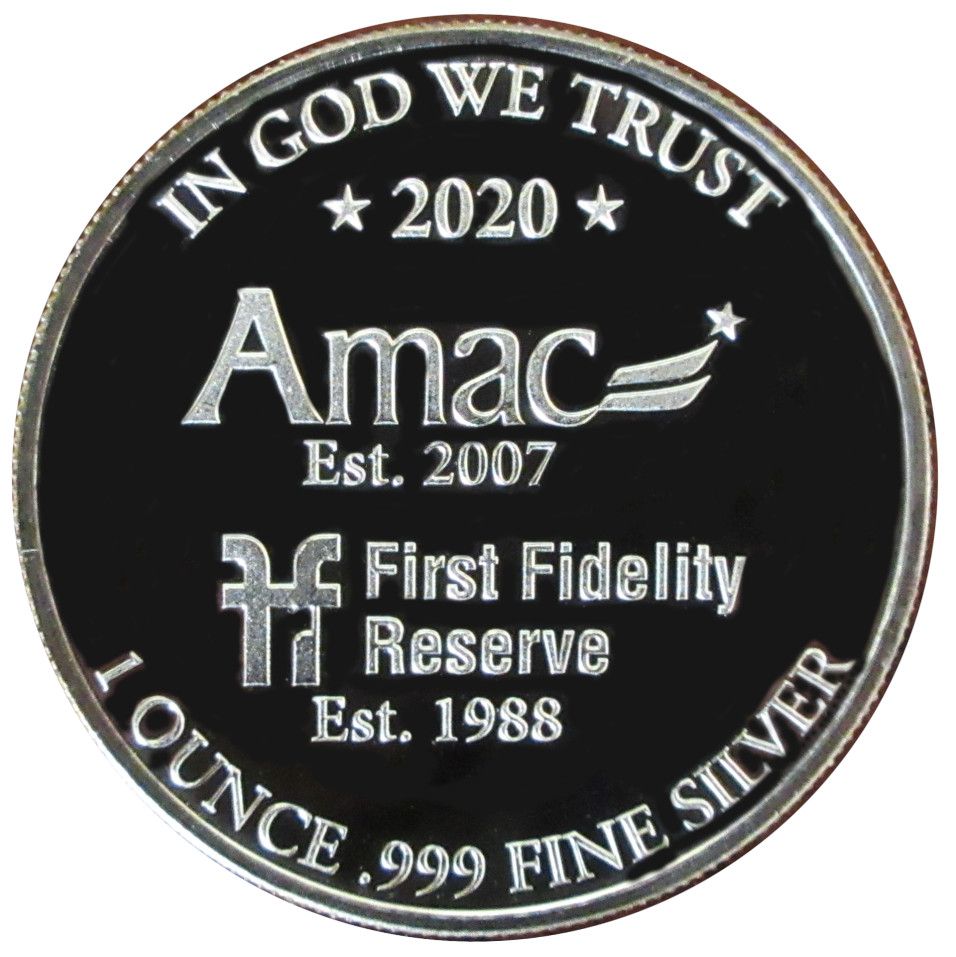 IN GOD WE TRUST
2020
Amac
Est. 2007
First Fidelity
Reserve
Est. 1988
1 OUNCE .999 FINE SILVER